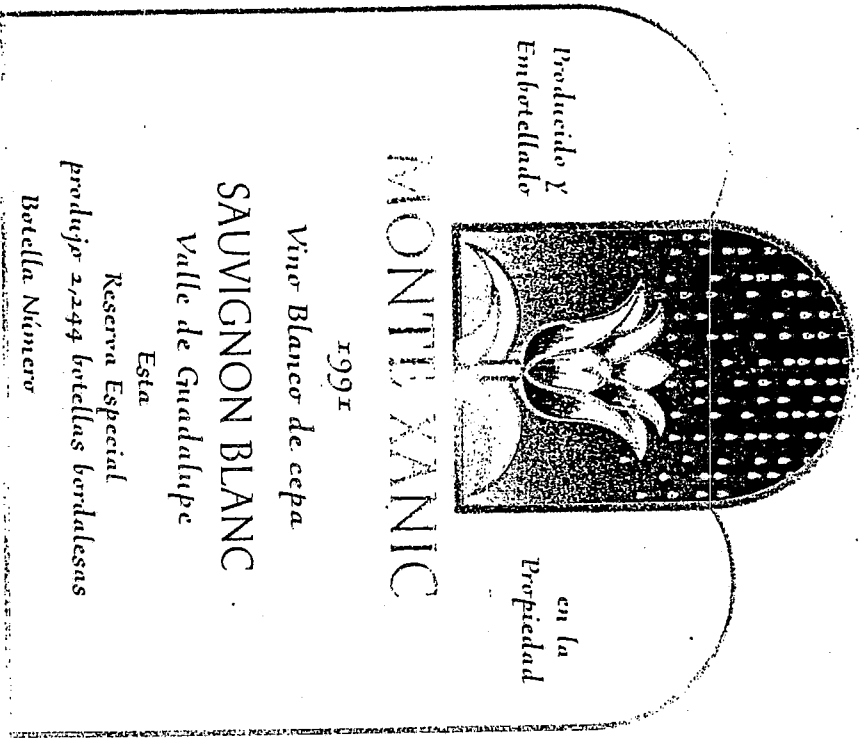 Producido Y
Embotellado
en la
Propiedad
MONTE XANIC
1991
Vino Blanco de cepa
SAUVIGNON BLANC
Valle de Guadalupe
Esta
Reserva Especial
produjo 2,244 botellas bordalesas
Botella Número